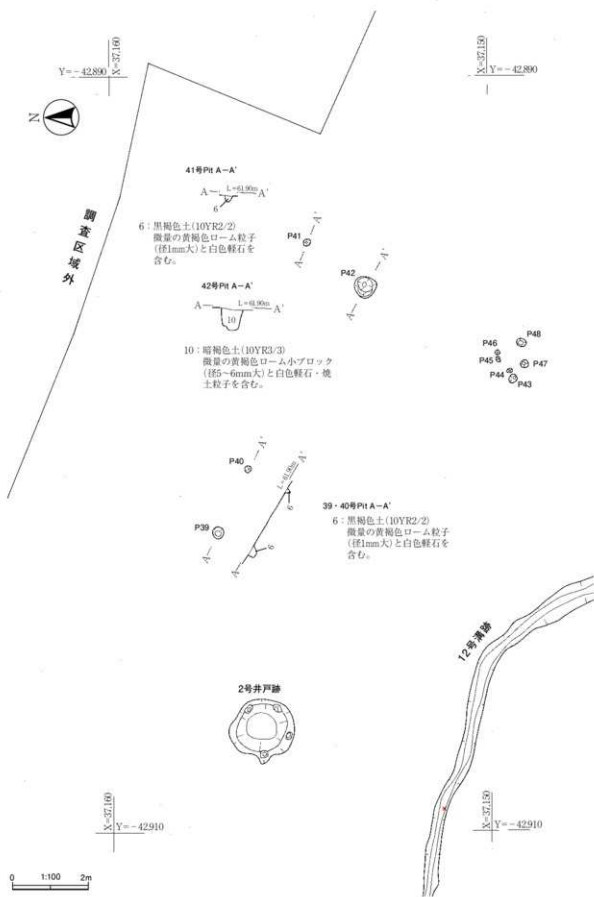 Y=-42,890
X=37,160
X=37,150
Y=-42,890
N
調査区域外
41号Pit A-A'
A- L=61.90m A'
6
6:黒褐色土(10YR2/2)
微量の黄褐色ローム粒子
(径1mm大)と白色軽石を
含む。
P41
A'
A
P42
A'
A
42号Pit A-A'
A- L=61.90m A'
10
10:暗褐色土(10YR3/3)
微量の黄褐色ローム小ブロック
(径5~6mm大)と白色軽石・焼
土粒子を含む。
P46
P48
P45
P47
P44
P43
P40
A'
L=61.90m A'
6
P39
A
A
6
39・40号Pit A-A'
6:黒褐色土(10YR2/2)
微量の黄褐色ローム粒子
(径1mm大)と白色軽石を
含む。
12号溝跡
2号井戸跡
X=37,160
Y=-42,910
X=37,150
Y=-42,910
0 1:100 2m